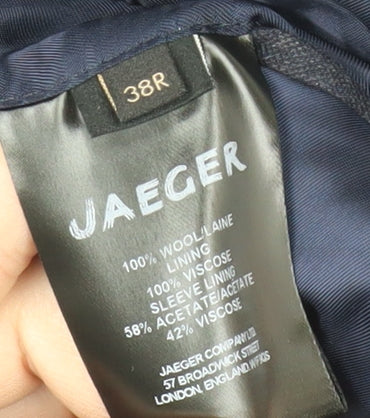 38R
JAEGER
100% WOOL/LAINE
LINING
100% VISCOSE
SLEEVE LINING
58% ACETATE/ACETATE
42% VISCOSE
JAEGER COMPANY LTD.
57 BROADWICK STREET
LONDON, ENGLAND, W1F 9QS